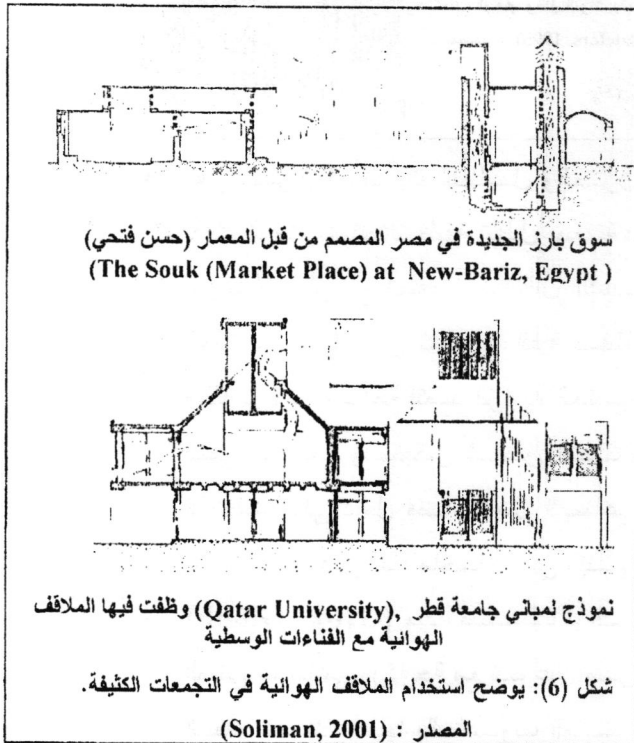 سوق بارز الجديدة في مصر المصمم من قبل المعمار (حسن فتحي)
(The Souk (Market Place) at New-Bariz, Egypt )
نموذج لمباني جامعة قطر ,(Qatar University) وظفت فيها الملاقف
الهوائية مع الفناءات الوسطية
شكل (6): يوضح استخدام الملاقف الهوائية في التجمعات الكثيفة.
المصدر : (Soliman, 2001)